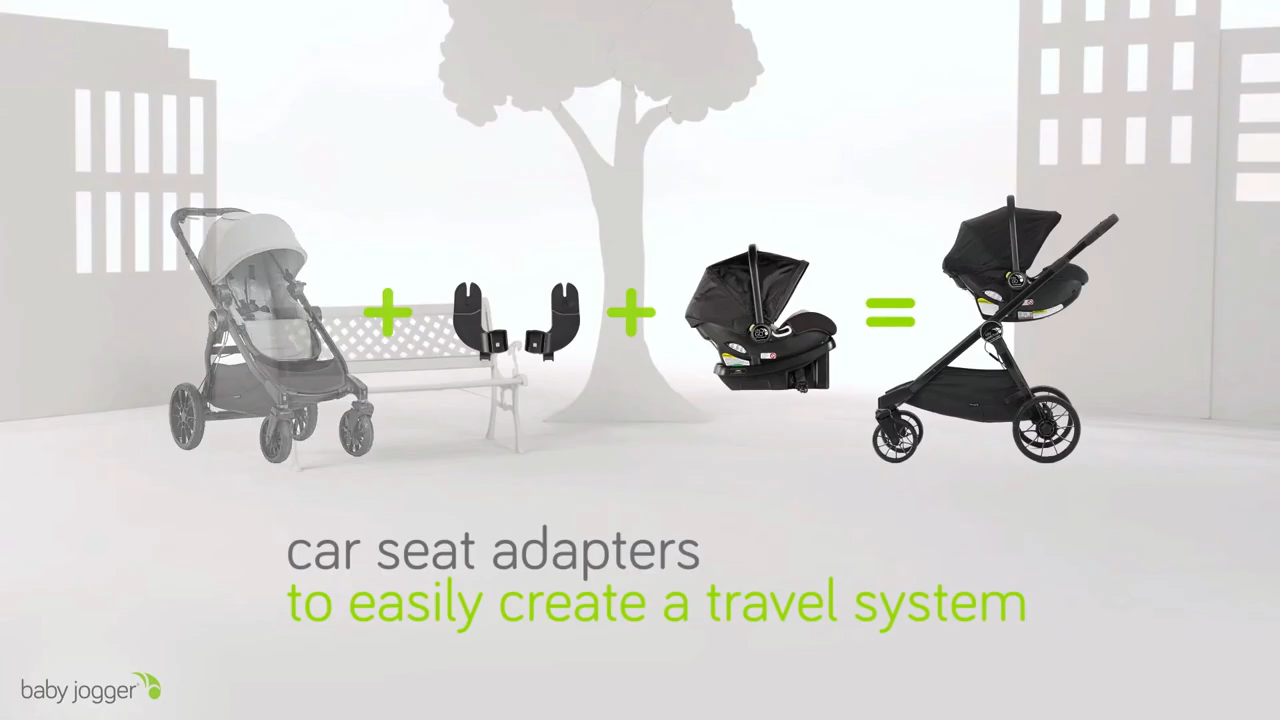 car seat adapters
to easily create a travel system
baby jogger